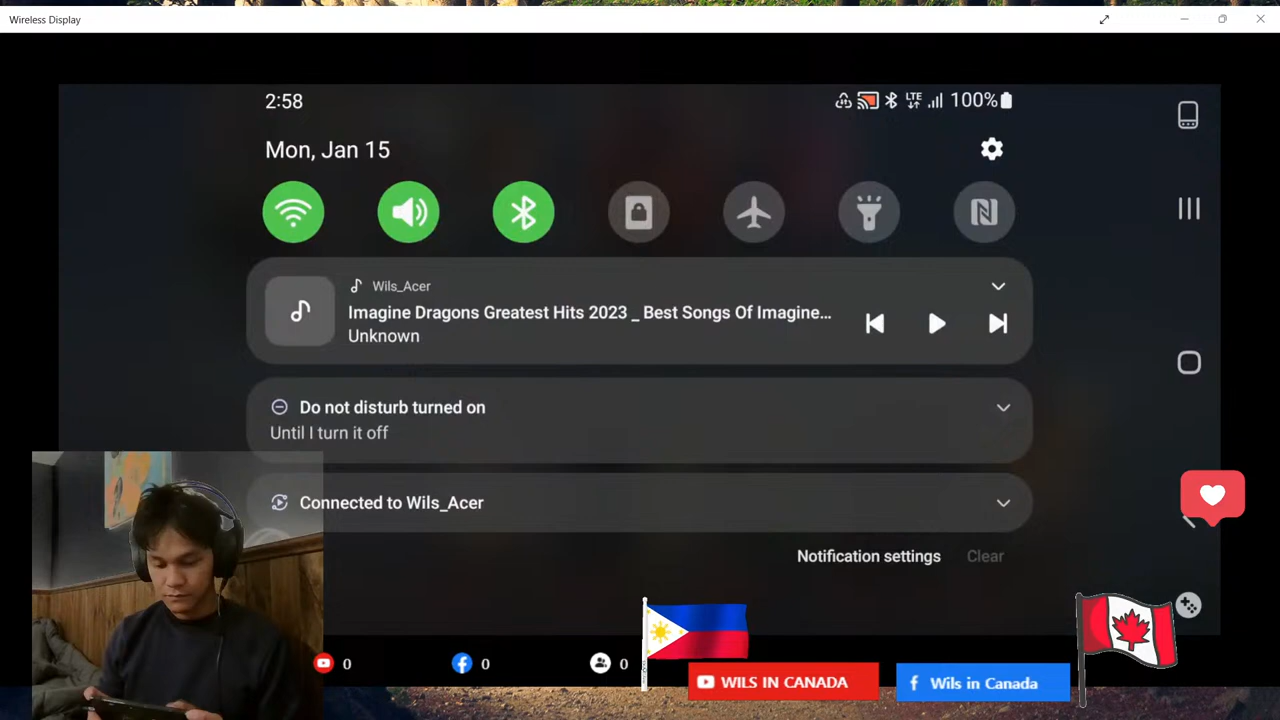 Wireless Display
2:58
LTE
100%
Mon, Jan 15
Wils_Acer
Imagine Dragons Greatest Hits 2023 _ Best Songs Of Imagine...
Unknown
Do not disturb turned on
Until I turn it off
Connected to Wils_Acer
Notification settings
Clear
0
0
0
WILS IN CANADA
Wils in Canada